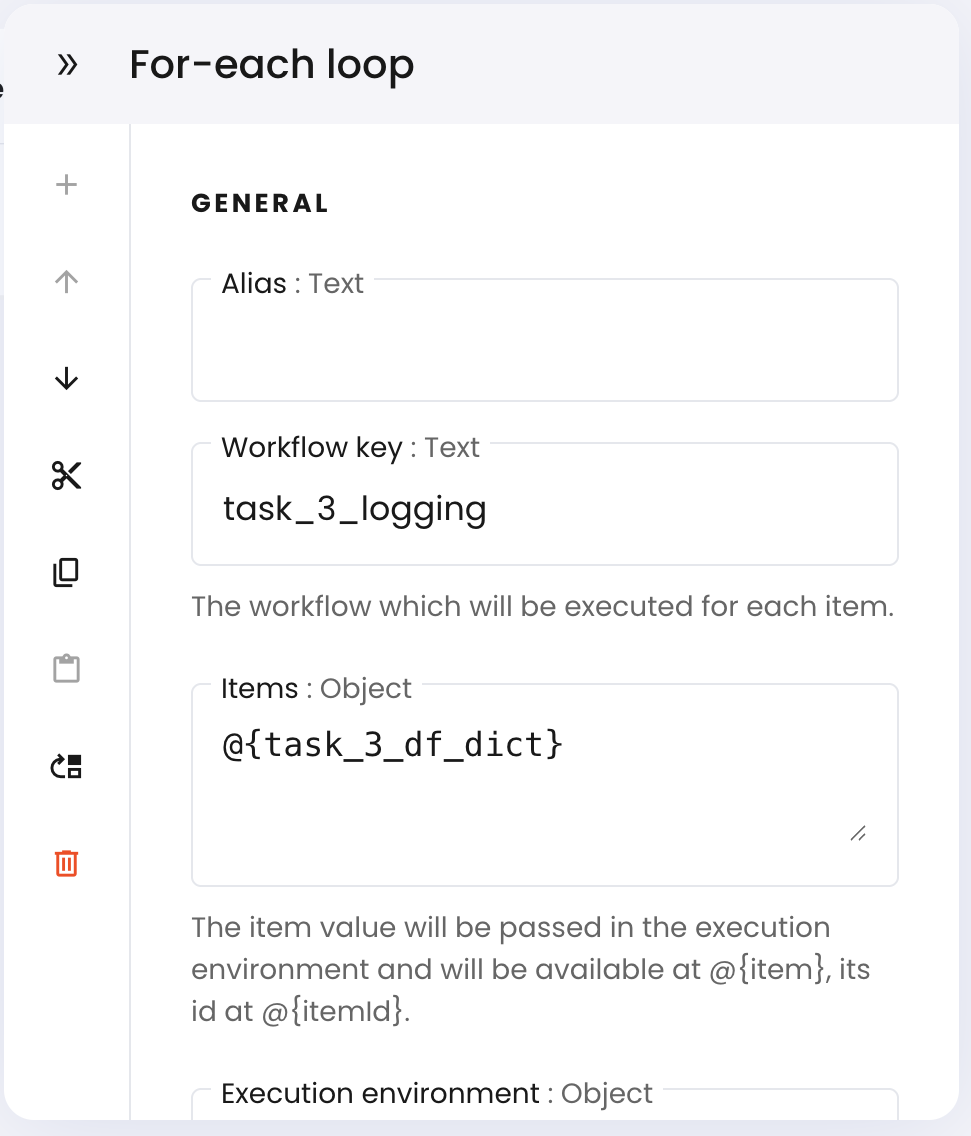 For-each loop
GENERAL
Alias : Text
Workflow key : Text
task_3_logging
The workflow which will be executed for each item.
Items : Object
@{task_3_df_dict}
The item value will be passed in the execution
environment and will be available at @{item}, its
id at @{itemId}.
Execution environment : Object